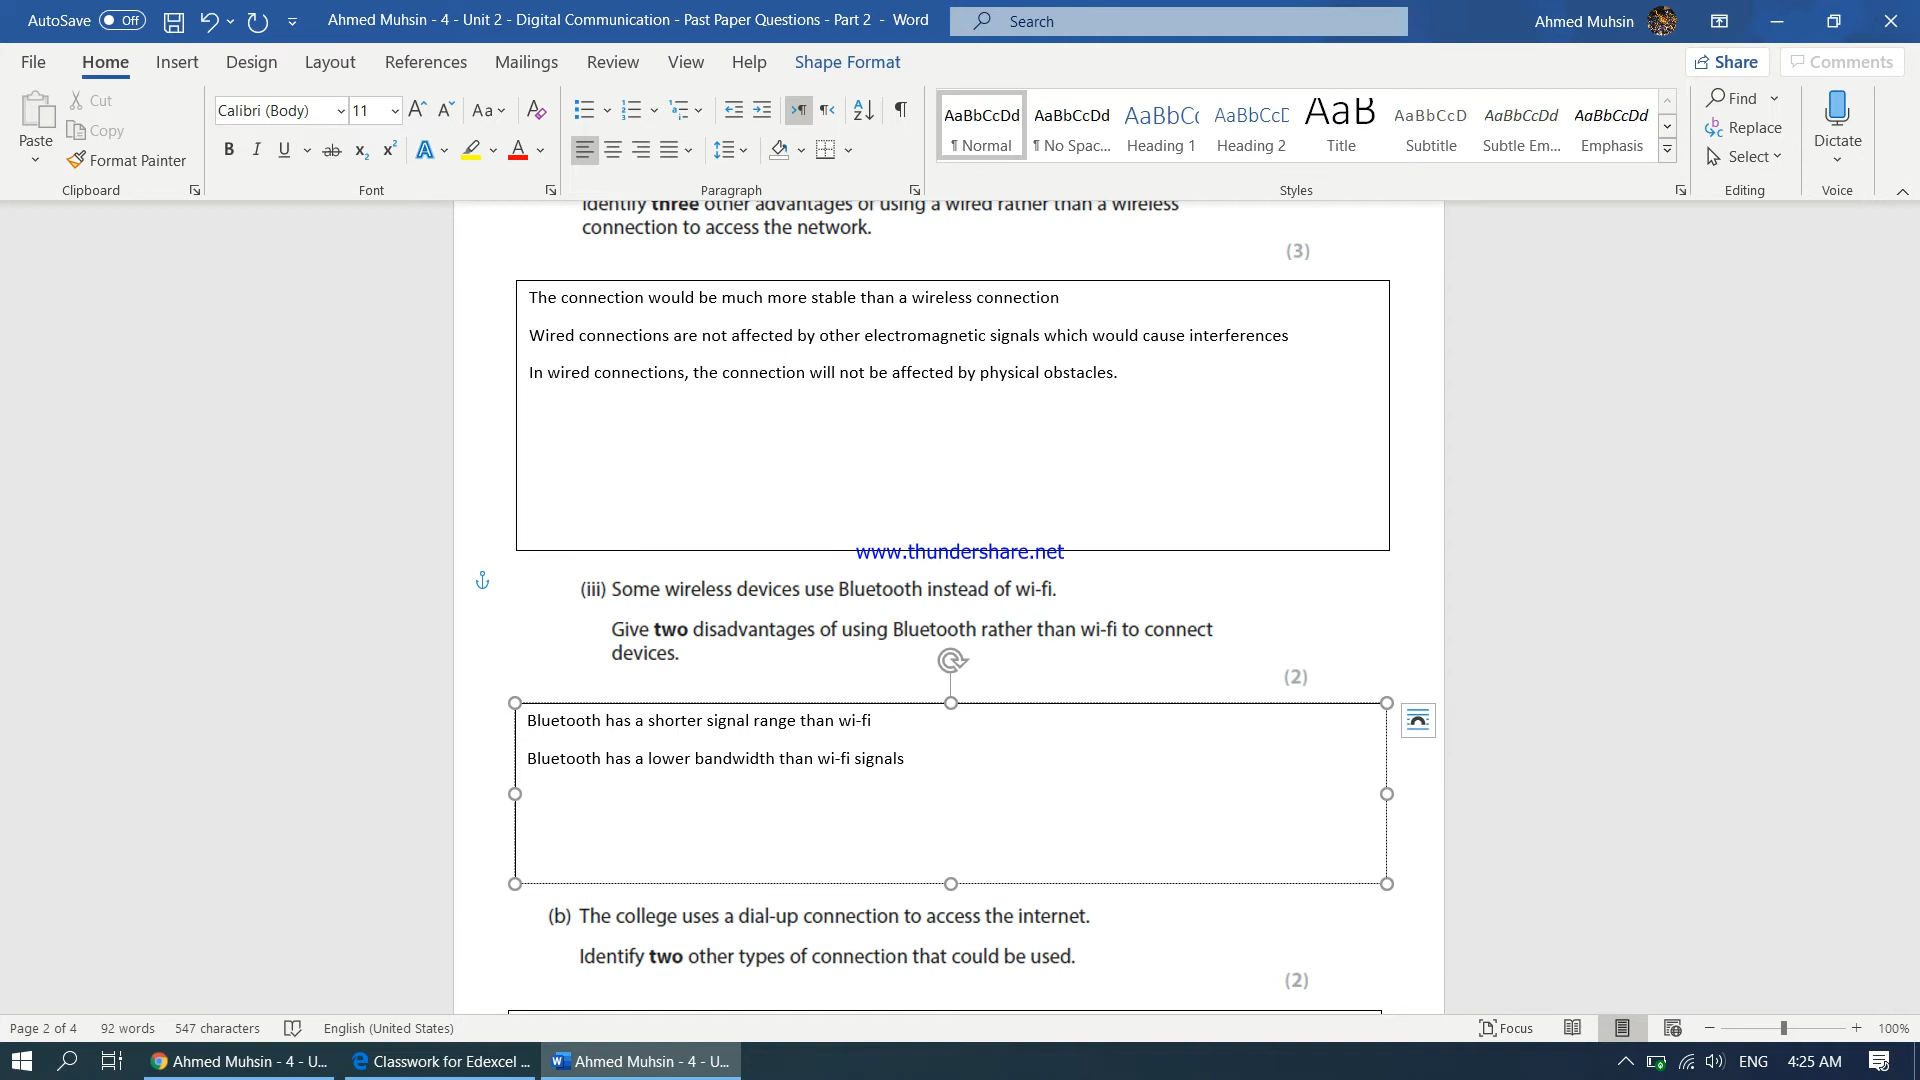 AutoSave Off Ahmed Muhsin - 4 - Unit 2 - Digital Communication - Past Paper Questions - Part 2 - Word Search Ahmed Muhsin
File Home Insert Design Layout References Mailings Review View Help Shape Format Share Comments
Paste Cut Copy Format Painter
Clipboard
Calibri (Body) 11
Font
Paragraph
AaBbCcDd AaBbCcDd AaBbC AaBbCcD AaB AaBbCcD AaBbCcDd AaBbCcDd
¶ Normal ¶ No Spac... Heading 1 Heading 2 Title Subtitle Subtle Em... Emphasis
Styles
Find Replace Select
Editing
Dictate
Voice
Identify three other advantages of using a wired rather than a wireless
connection to access the network.
(3)
The connection would be much more stable than a wireless connection
Wired connections are not affected by other electromagnetic signals which would cause interferences
In wired connections, the connection will not be affected by physical obstacles.
www.thundershare.net
(iii) Some wireless devices use Bluetooth instead of wi-fi.
Give two disadvantages of using Bluetooth rather than wi-fi to connect
devices.
(2)
Bluetooth has a shorter signal range than wi-fi
Bluetooth has a lower bandwidth than wi-fi signals
(b) The college uses a dial-up connection to access the internet.
Identify two other types of connection that could be used.
(2)
Page 2 of 4 92 words 547 characters English (United States) Focus 100%
Ahmed Muhsin - 4 - U... Classwork for Edexcel ... Ahmed Muhsin - 4 - U... ENG 4:25 AM